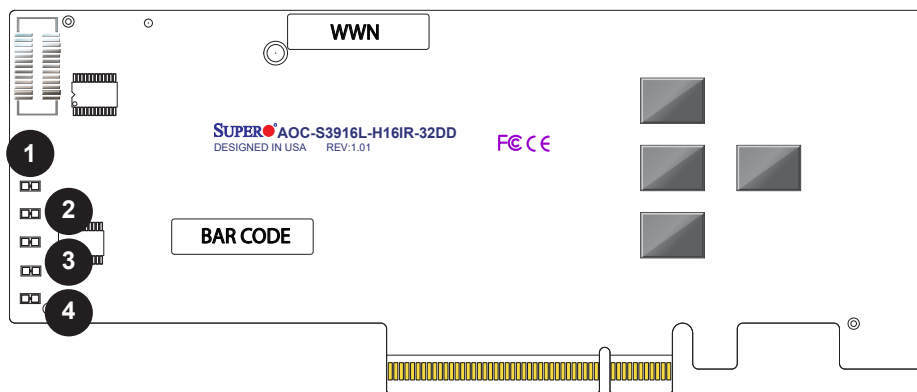 WWN
SUPER® AOC-S3916L-H16IR-32DD
DESIGNED IN USA REV:1.01
FC CE
1
2
BAR CODE
3
4